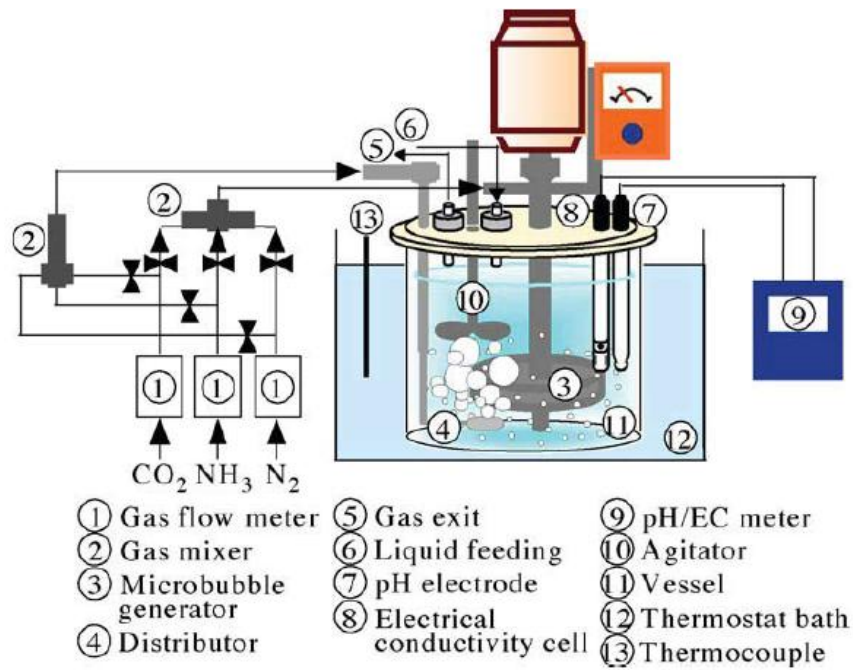 ⑥
⑤
②
②
⑬
⑧
⑦
⑩
⑨
①
①
①
③
④
⑪
⑫
CO₂ NH₃ N₂
① Gas flow meter
② Gas mixer
③ Microbubble
generator
④ Distributor
⑤ Gas exit
⑥ Liquid feeding
⑦ pH electrode
⑧ Electrical
conductivity cell
⑨ pH/EC meter
⑩ Agitator
⑪ Vessel
⑫ Thermostat bath
⑬ Thermocouple